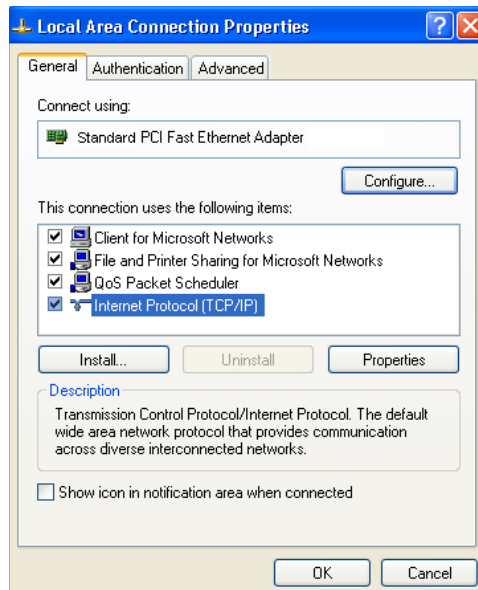 Local Area Connection Properties
General Authentication Advanced
Connect using:
Standard PCI Fast Ethernet Adapter
Configure...
This connection uses the following items:
Client for Microsoft Networks
File and Printer Sharing for Microsoft Networks
QoS Packet Scheduler
Internet Protocol (TCP/IP)
Install... Uninstall Properties
Description
Transmission Control Protocol/Internet Protocol. The default
wide area network protocol that provides communication
across diverse interconnected networks.
Show icon in notification area when connected
OK Cancel